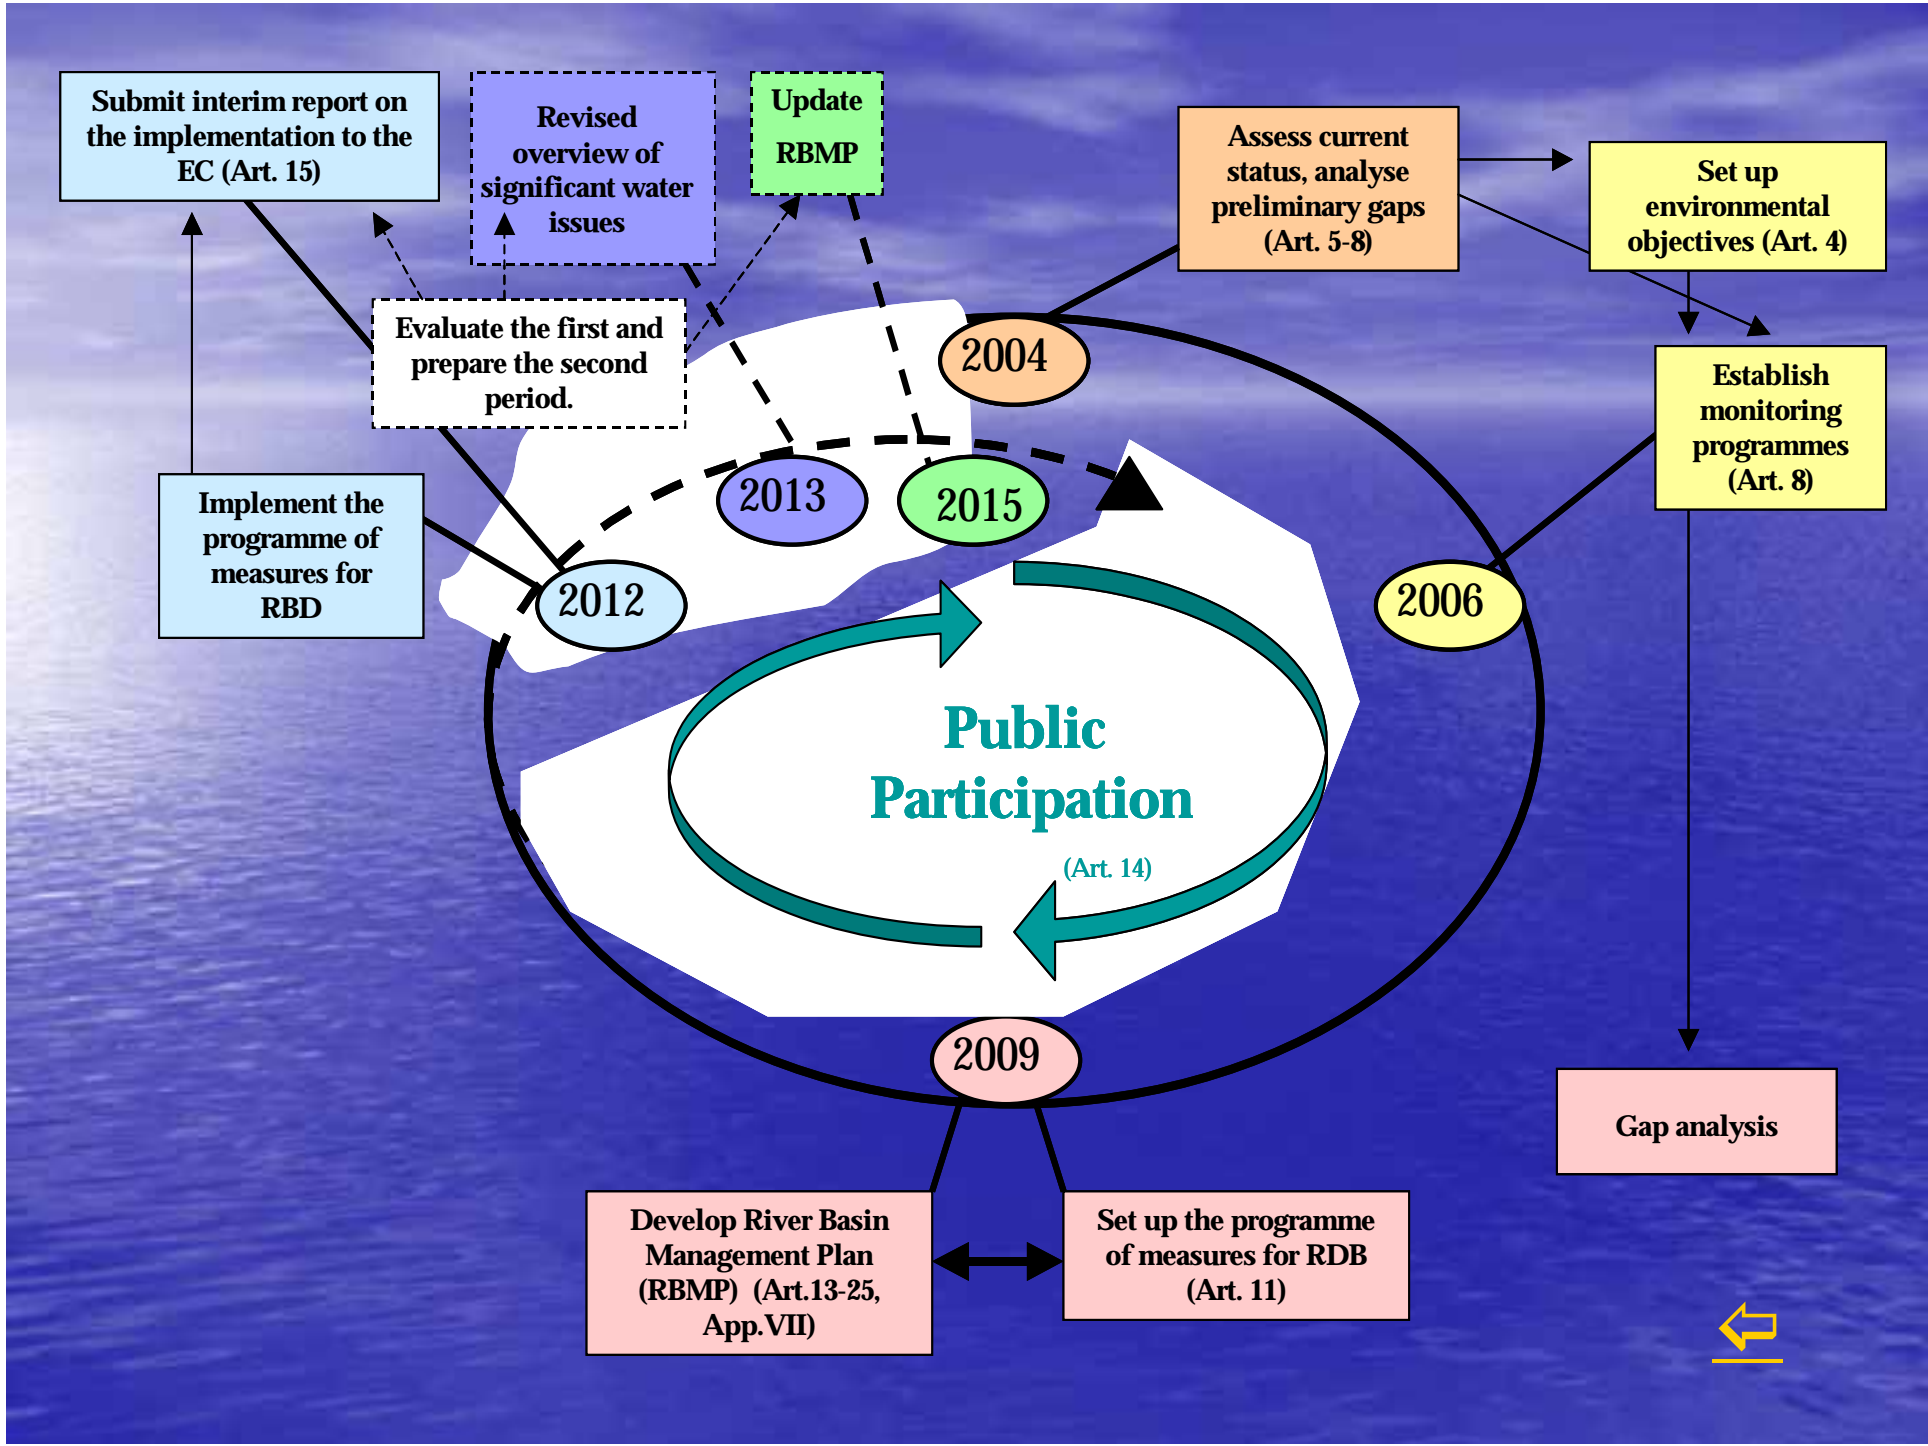 Submit interim report on
the implementation to the
EC (Art. 15)
Revised
overview of
significant water
issues
Update
RBMP
Assess current
status, analyse
preliminary gaps
(Art. 5-8)
Set up
environmental
objectives (Art. 4)
Evaluate the first and
prepare the second
period.
2004
Establish
monitoring
programmes
(Art. 8)
Implement the
programme of
measures for
RBD
2013
2015
2012
2006
Public
Participation
(Art. 14)
2009
Gap analysis
Develop River Basin
Management Plan
(RBMP)  (Art.13-25,
App.VII)
Set up the programme
of measures for RDB
(Art. 11)